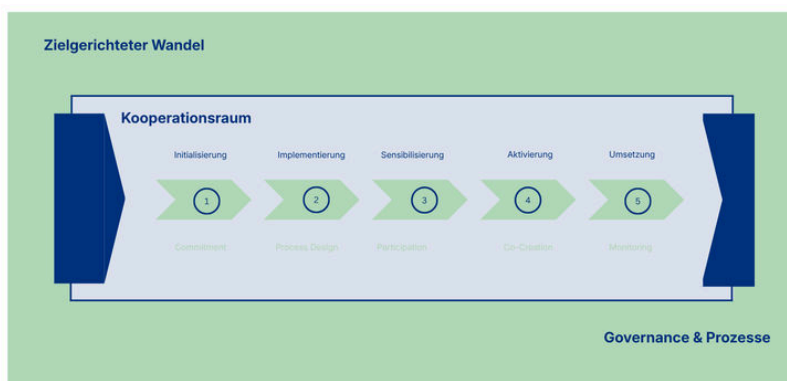 Zielgerichteter Wandel
Kooperationsraum
Initialisierung Implementierung Sensibilisierung Aktivierung Umsetzung
1 2 3 4 5
Commitment Process Design Participation Co-Creation Monitoring
Governance & Prozesse